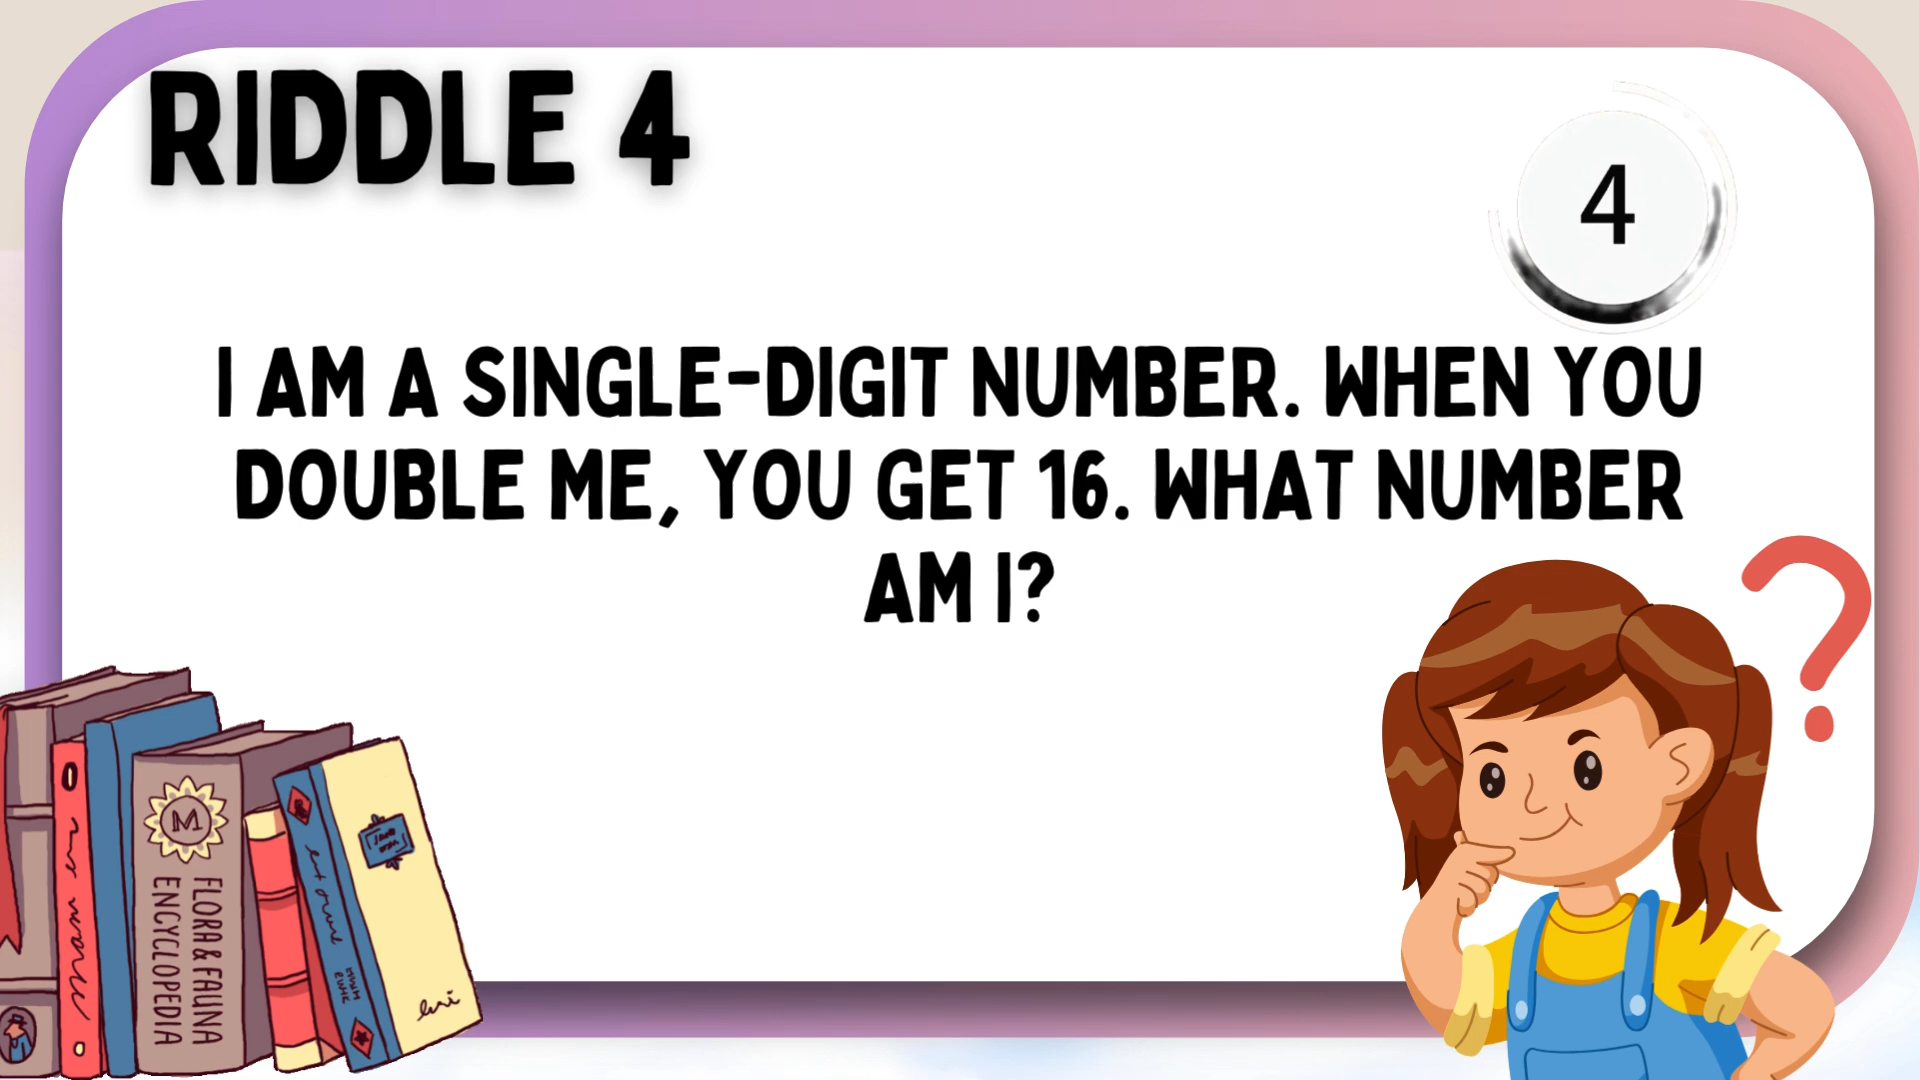 RIDDLE 4
4
I AM A SINGLE-DIGIT NUMBER. WHEN YOU
DOUBLE ME, YOU GET 16. WHAT NUMBER
AM I?
M
FLORA & FAUNA
ENCYCLOPEDIA